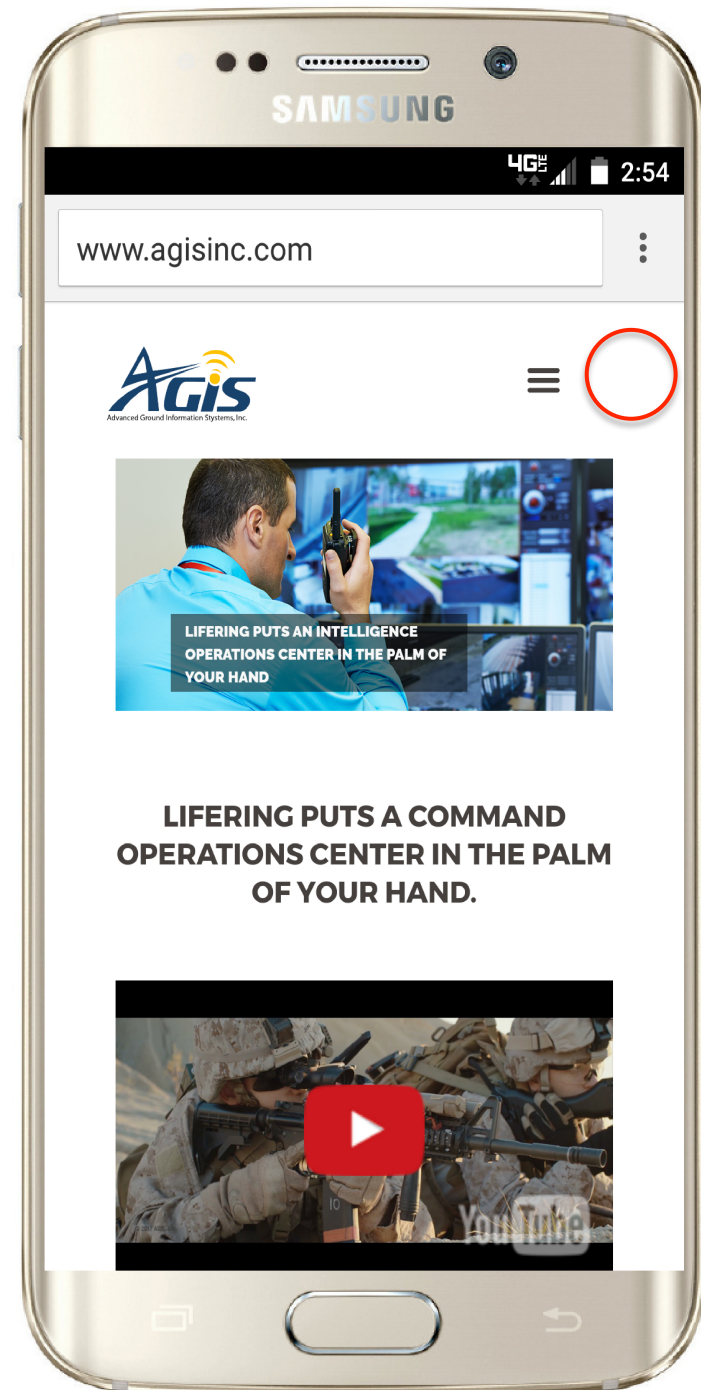 SAMSUNG
4G LTE 2:54
www.agisinc.com
AGIS
Advanced Ground Information Stystems, Inc.
LIFERING PUTS AN INTELLIGENCE
OPERATIONS CENTER IN THE PALM OF
YOUR HAND
LIFERING PUTS A COMMAND
OPERATIONS CENTER IN THE PALM
OF YOUR HAND.
YouTube